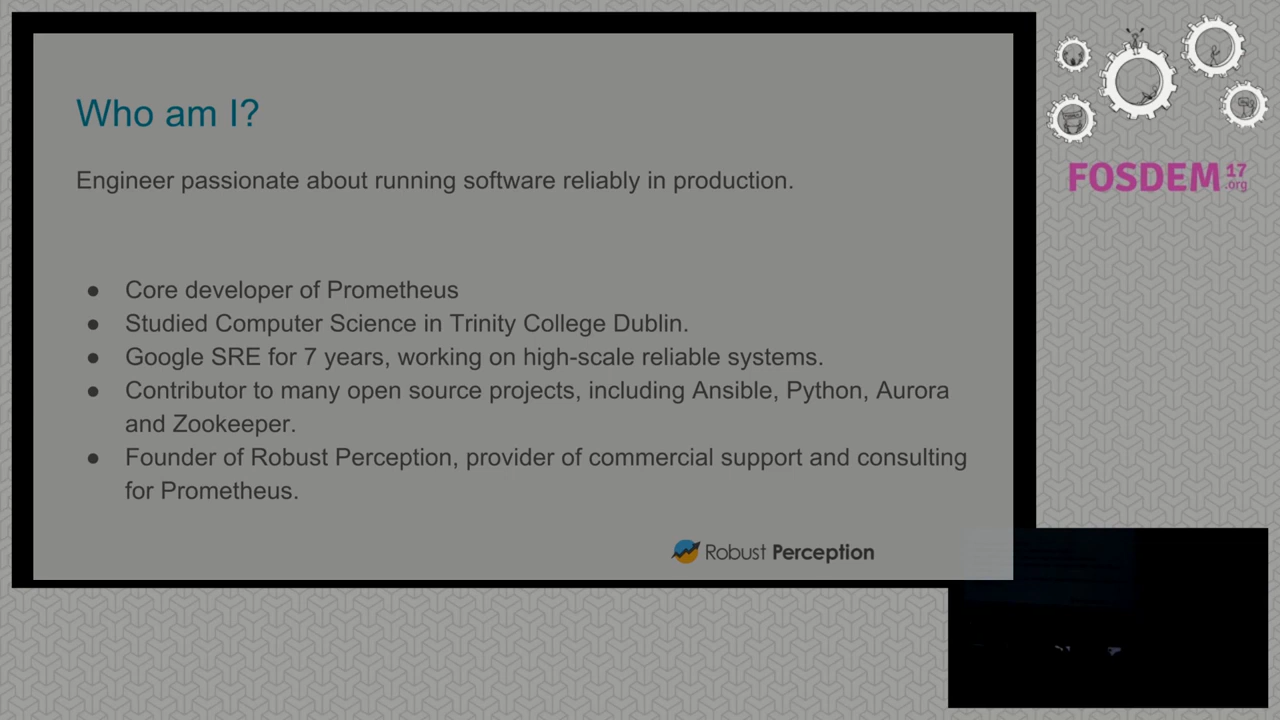 Who am I?
Engineer passionate about running software reliably in production.
● Core developer of Prometheus
● Studied Computer Science in Trinity College Dublin.
● Google SRE for 7 years, working on high-scale reliable systems.
● Contributor to many open source projects, including Ansible, Python, Aurora
and Zookeeper.
● Founder of Robust Perception, provider of commercial support and consulting
for Prometheus.
Robust Perception
FOSDEM 17
.org